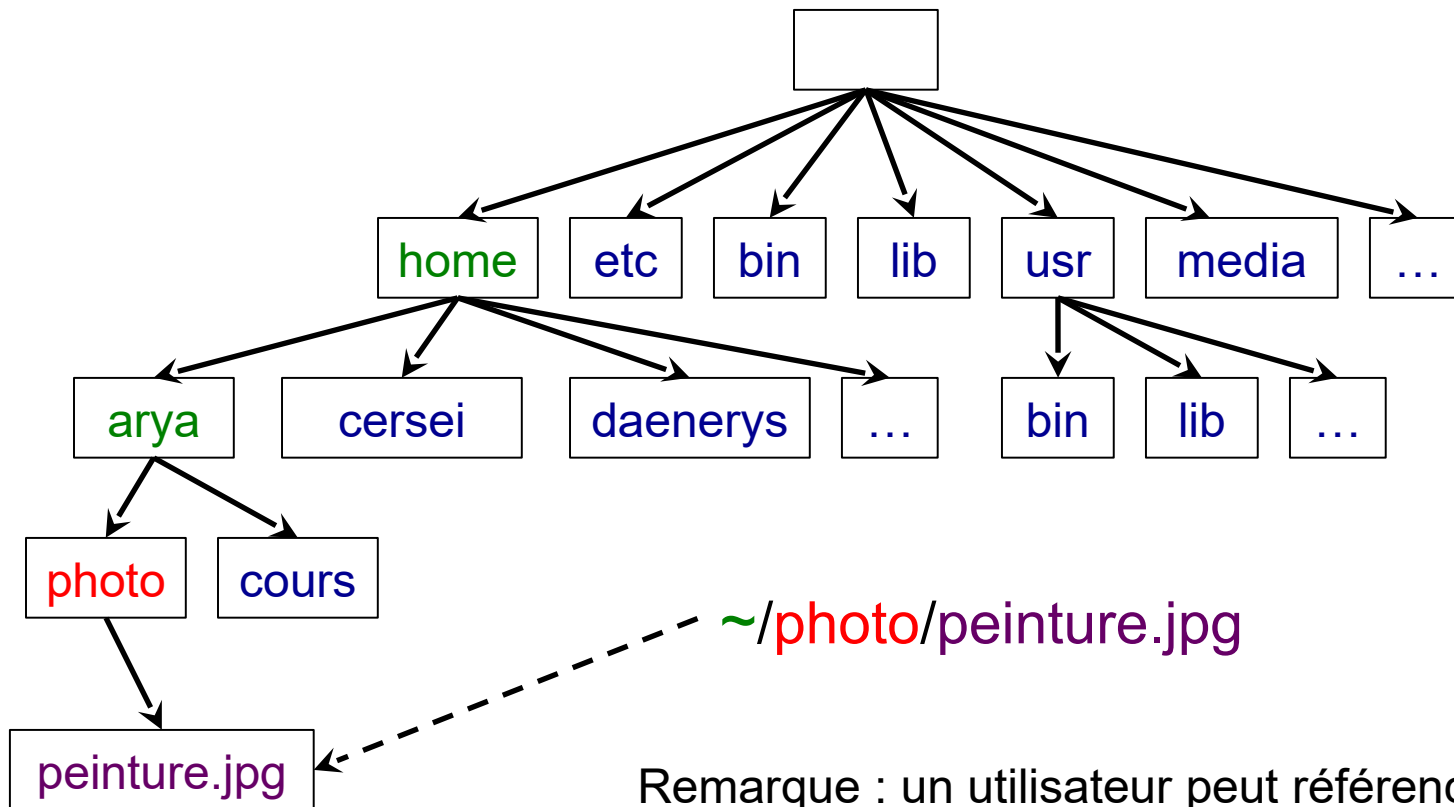 home etc bin lib usr media …
arya cersei daenerys … bin lib …
photo cours
~/photo/peinture.jpg
peinture.jpg
Remarque : un utilisateur peut référenc